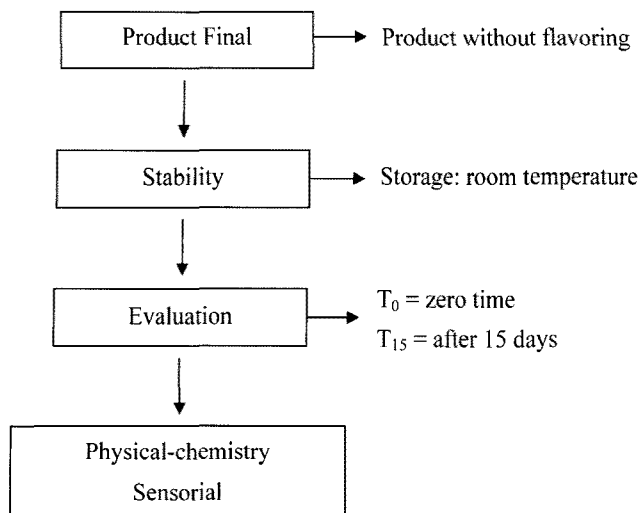 Product Final
Product without flavoring
Stability
Storage: room temperature
Evaluation
T₀ = zero time
T₁₅ = after 15 days
Physical-chemistry
Sensorial